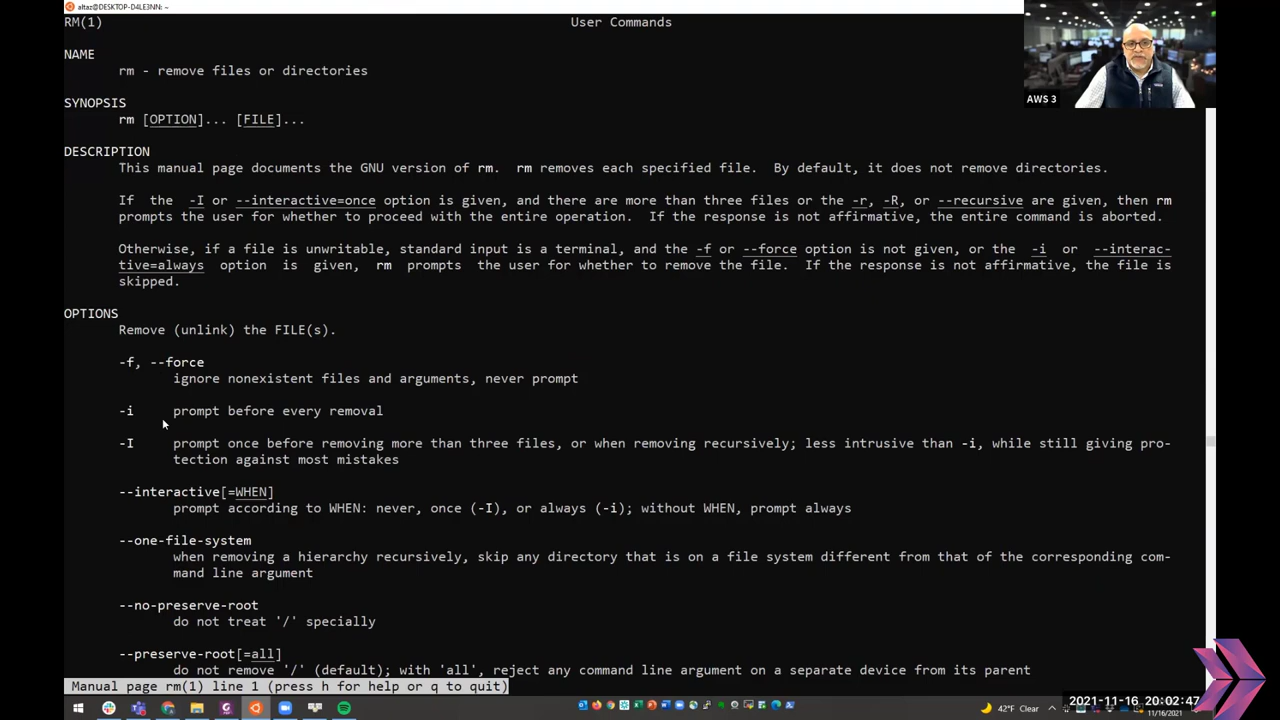 altaz@DESKTOP-D4LE3NN: ~
RM(1) User Commands
NAME
rm - remove files or directories
SYNOPSIS
rm [OPTION]... [FILE]...
DESCRIPTION
This manual page documents the GNU version of rm. rm removes each specified file. By default, it does not remove directories.
If the -I or --interactive=once option is given, and there are more than three files or the -r, -R, or --recursive are given, then rm
prompts the user for whether to proceed with the entire operation. If the response is not affirmative, the entire command is aborted.
Otherwise, if a file is unwritable, standard input is a terminal, and the -f or --force option is not given, or the -i or --interac-
tive=always option is given, rm prompts the user for whether to remove the file. If the response is not affirmative, the file is
skipped.
OPTIONS
Remove (unlink) the FILE(s).
-f, --force
ignore nonexistent files and arguments, never prompt
-i prompt before every removal
-I prompt once before removing more than three files, or when removing recursively; less intrusive than -i, while still giving pro-
tection against most mistakes
--interactive[=WHEN]
prompt according to WHEN: never, once (-I), or always (-i); without WHEN, prompt always
--one-file-system
when removing a hierarchy recursively, skip any directory that is on a file system different from that of the corresponding com-
mand line argument
--no-preserve-root
do not treat '/' specially
--preserve-root[=all]
do not remove '/' (default); with 'all', reject any command line argument on a separate device from its parent
Manual page rm(1) line 1 (press h for help or q to quit)
AWS 3
42°F Clear
2021-11-16 20:02:47
11/16/2021